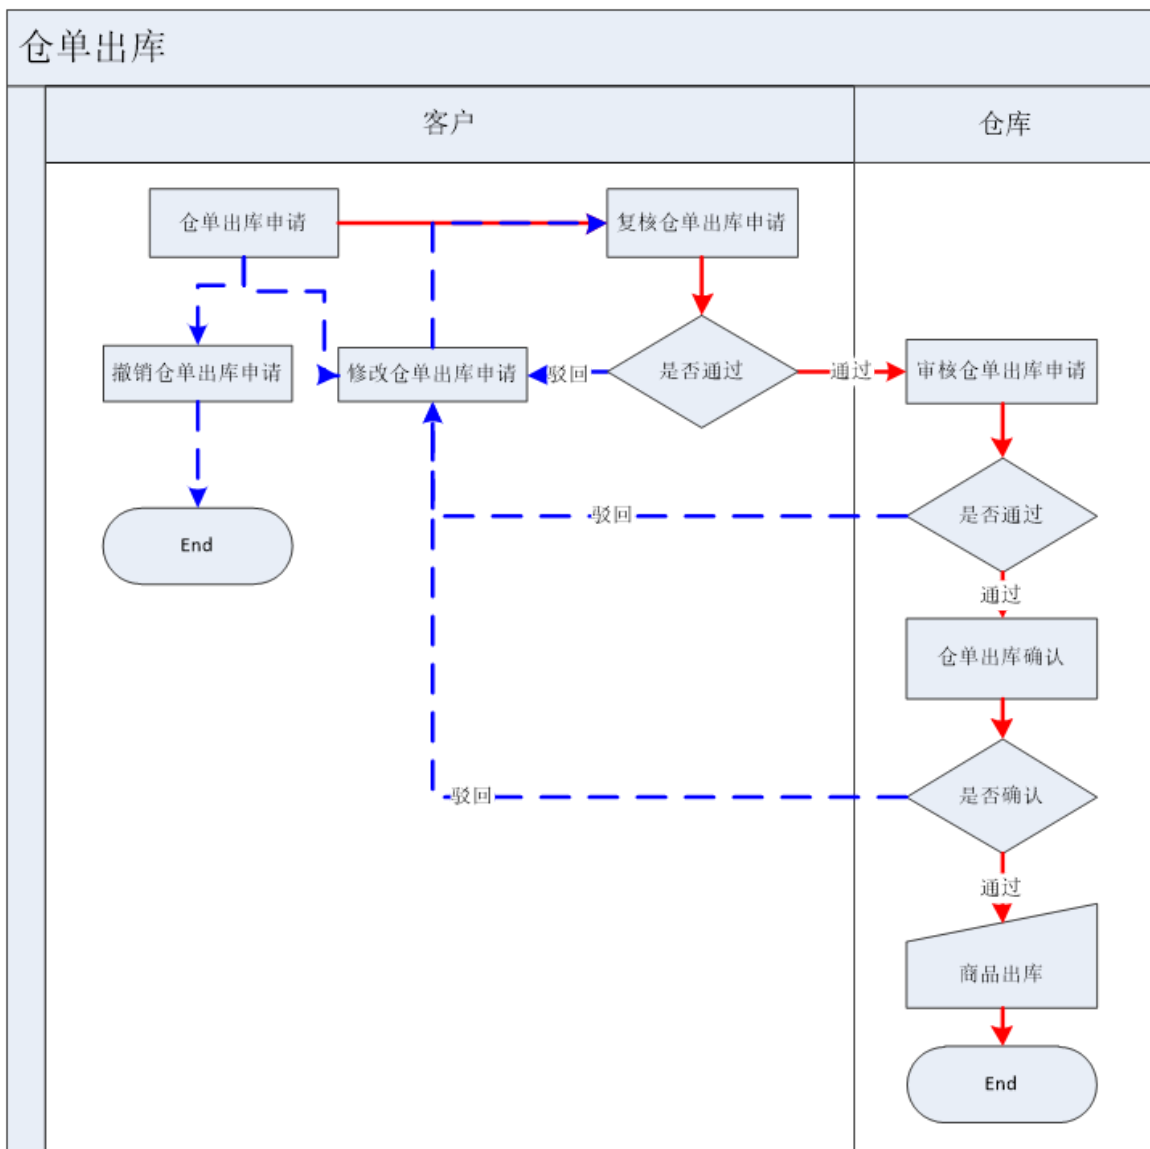 仓单出库
客户
仓库
仓单出库申请
复核仓单出库申请
撤销仓单出库申请
修改仓单出库申请
驳回
是否通过
通过
审核仓单出库申请
End
驳回
是否通过
通过
仓单出库确认
驳回
是否确认
通过
商品出库
End